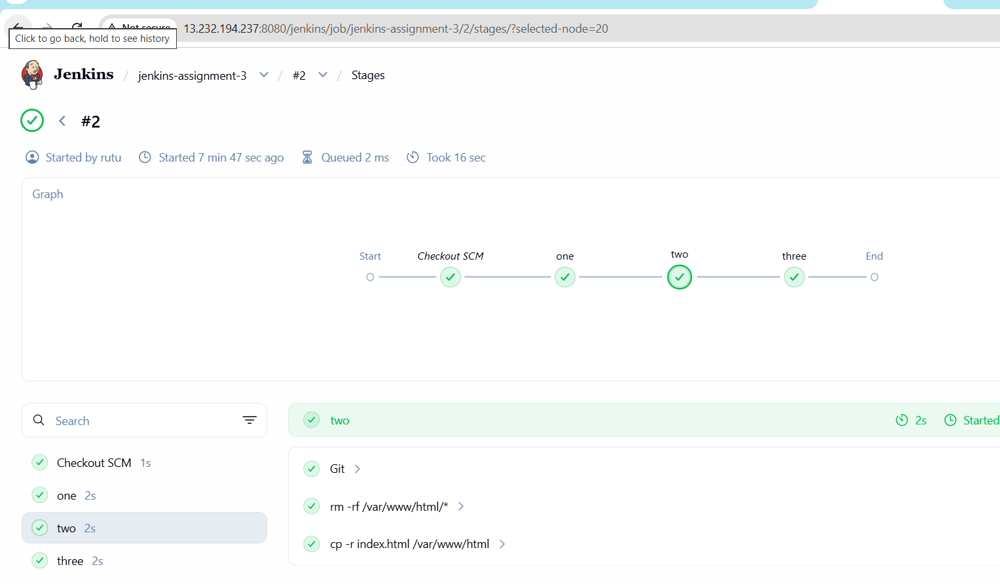 Not secure 13.232.194.237:8080/jenkins/job/jenkins-assignment-3/2/stages/?selected-node=20
Click to go back, hold to see history
Jenkins / jenkins-assignment-3 / #2 / Stages
#2
Started by rutu Started 7 min 47 sec ago Queued 2 ms Took 16 sec
Graph
Start Checkout SCM one two three End
Search
two 2s Started
Checkout SCM 1s
Git
one 2s
rm -rf /var/www/html/*
two 2s
cp -r index.html /var/www/html
three 2s